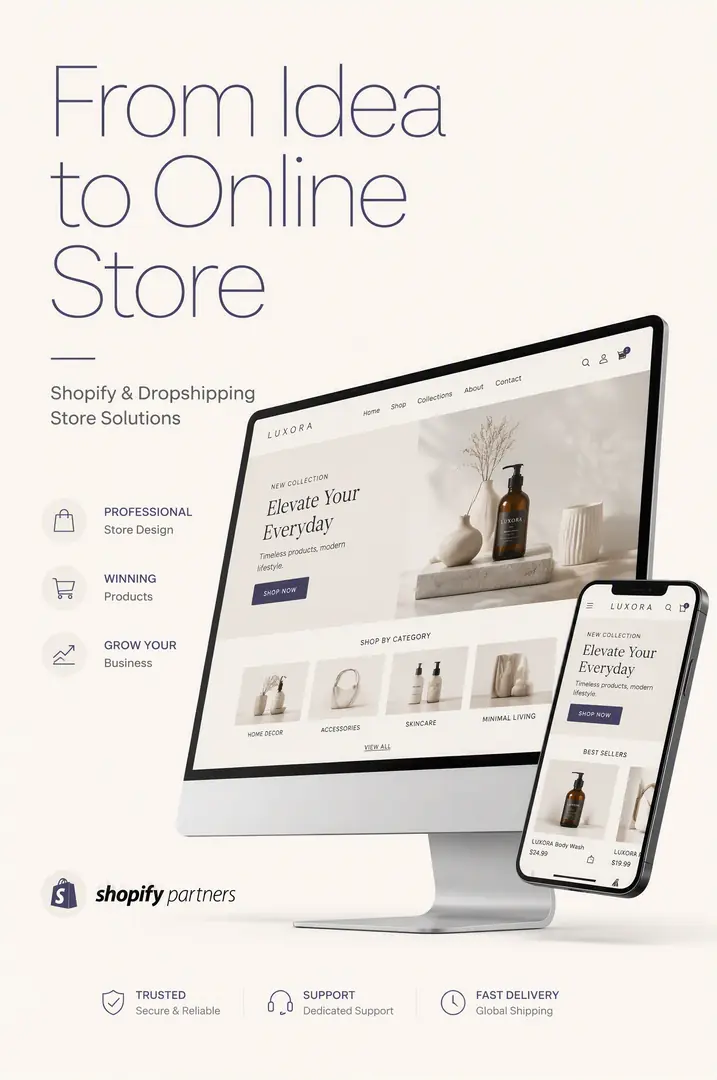 From Idea
to Online
Store
Shopify & Dropshipping
Store Solutions
PROFESSIONAL
Store Design
WINNING
Products
GROW YOUR
Business
LUXORA
Home
Shop
Collections
About
Contact
NEW COLLECTION
Elevate Your
Everyday
Timeless products, modern
lifestyle.
SHOP NOW
LUXORA
SHOP BY CATEGORY
HOME DECOR
ACCESSORIES
SKINCARE
MINIMAL LIVING
VIEW ALL
LUXORA
NEW COLLECTION
Elevate Your
Everyday
Timeless products, modern
lifestyle.
SHOP NOW
BEST SELLERS
LUXORA Body Wash
$24.99
LUXORA
$19.99
shopify partners
TRUSTED
Secure & Reliable
SUPPORT
Dedicated Support
FAST DELIVERY
Global Shipping